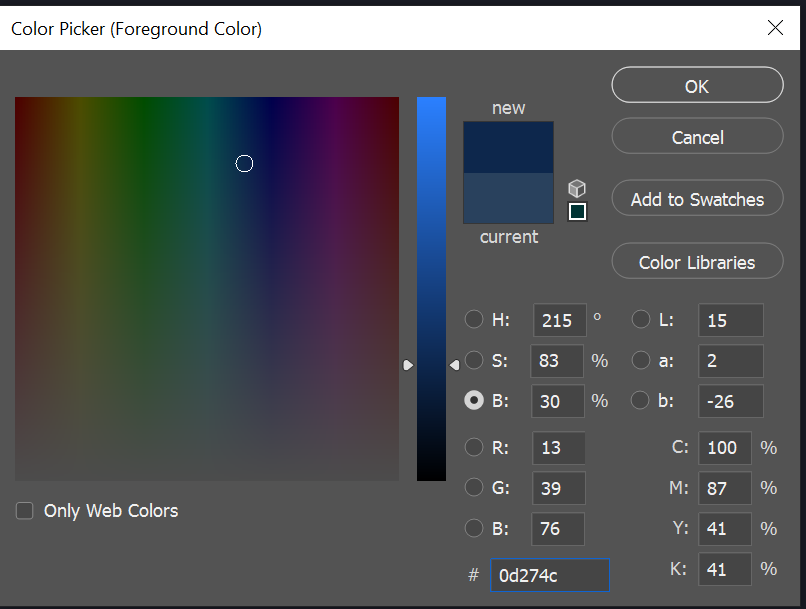 Color Picker (Foreground Color)
new
current
OK
Cancel
Add to Swatches
Color Libraries
H: 215 °
S: 83 %
B: 30 %
L: 15
a: 2
b: -26
R: 13
G: 39
B: 76
# 0d274c
C: 100 %
M: 87 %
Y: 41 %
K: 41 %
Only Web Colors